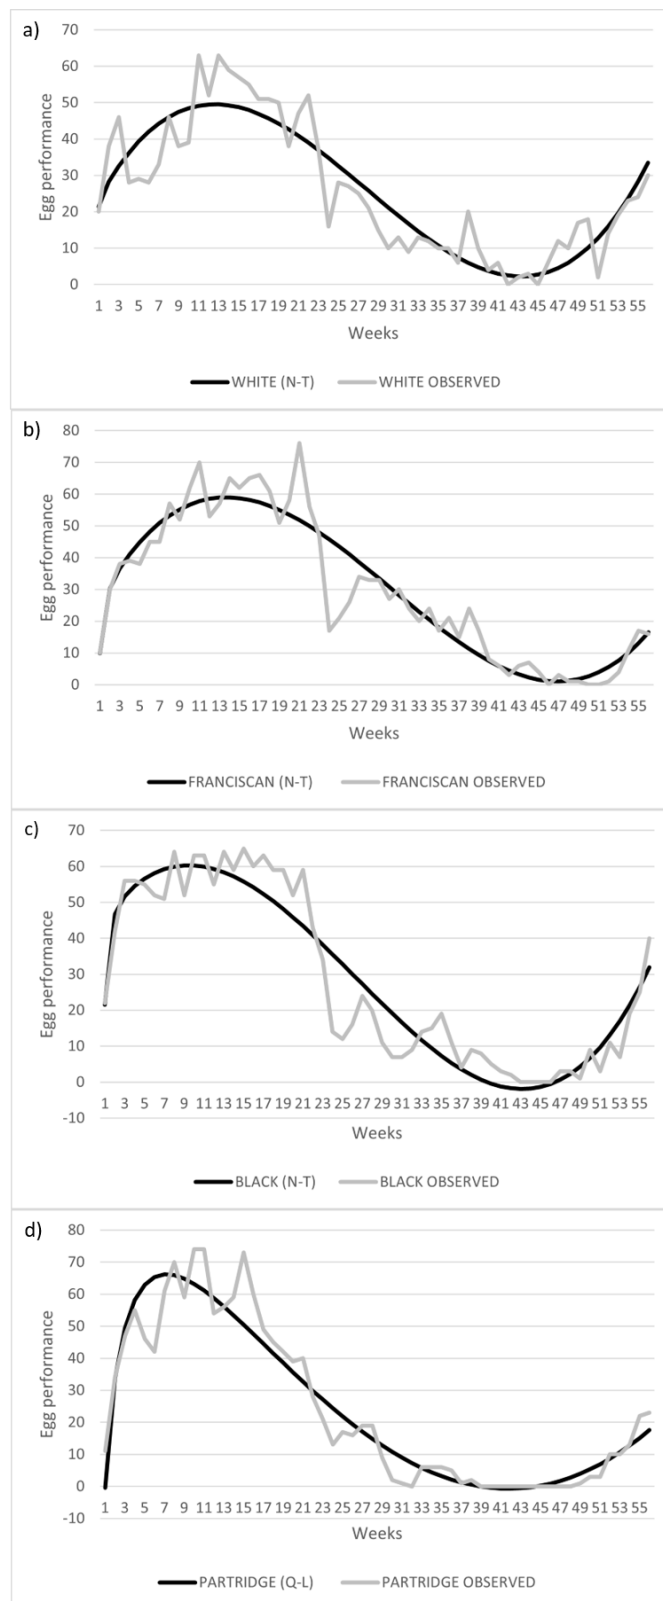 a)
70
60
50
40
30
20
10
0
Egg performance
1 3 5 7 9 11 13 15 17 19 21 23 25 27 29 31 33 35 37 39 41 43 45 47 49 51 53 55
Weeks
WHITE (N-T) WHITE OBSERVED
b)
80
70
60
50
40
30
20
10
0
Egg performance
1 3 5 7 9 11 13 15 17 19 21 23 25 27 29 31 33 35 37 39 41 43 45 47 49 51 53 55
Weeks
FRANCISCAN (N-T) FRANCISCAN OBSERVED
c)
70
60
50
40
30
20
10
0
-10
Egg performance
1 3 5 7 9 11 13 15 17 19 21 23 25 27 29 31 33 35 37 39 41 43 45 47 49 51 53 55
Weeks
BLACK (N-T) BLACK OBSERVED
d)
80
70
60
50
40
30
20
10
0
-10
Egg performance
1 3 5 7 9 11 13 15 17 19 21 23 25 27 29 31 33 35 37 39 41 43 45 47 49 51 53 55
Weeks
PARTRIDGE (Q-L) PARTRIDGE OBSERVED